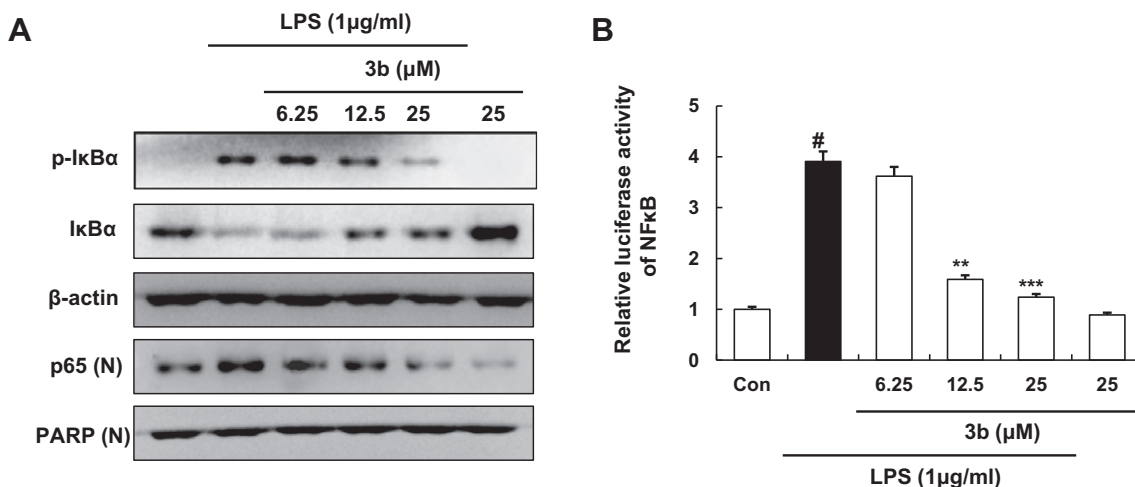 A
LPS (1µg/ml)
3b (µM)
6.25 12.5 25 25
p-IκBα
IκBα
β-actin
p65 (N)
PARP (N)
B
Relative luciferase activity
of NFκB
5
4
3
2
1
0
#
**
***
Con 6.25 12.5 25 25
3b (µM)
LPS (1µg/ml)